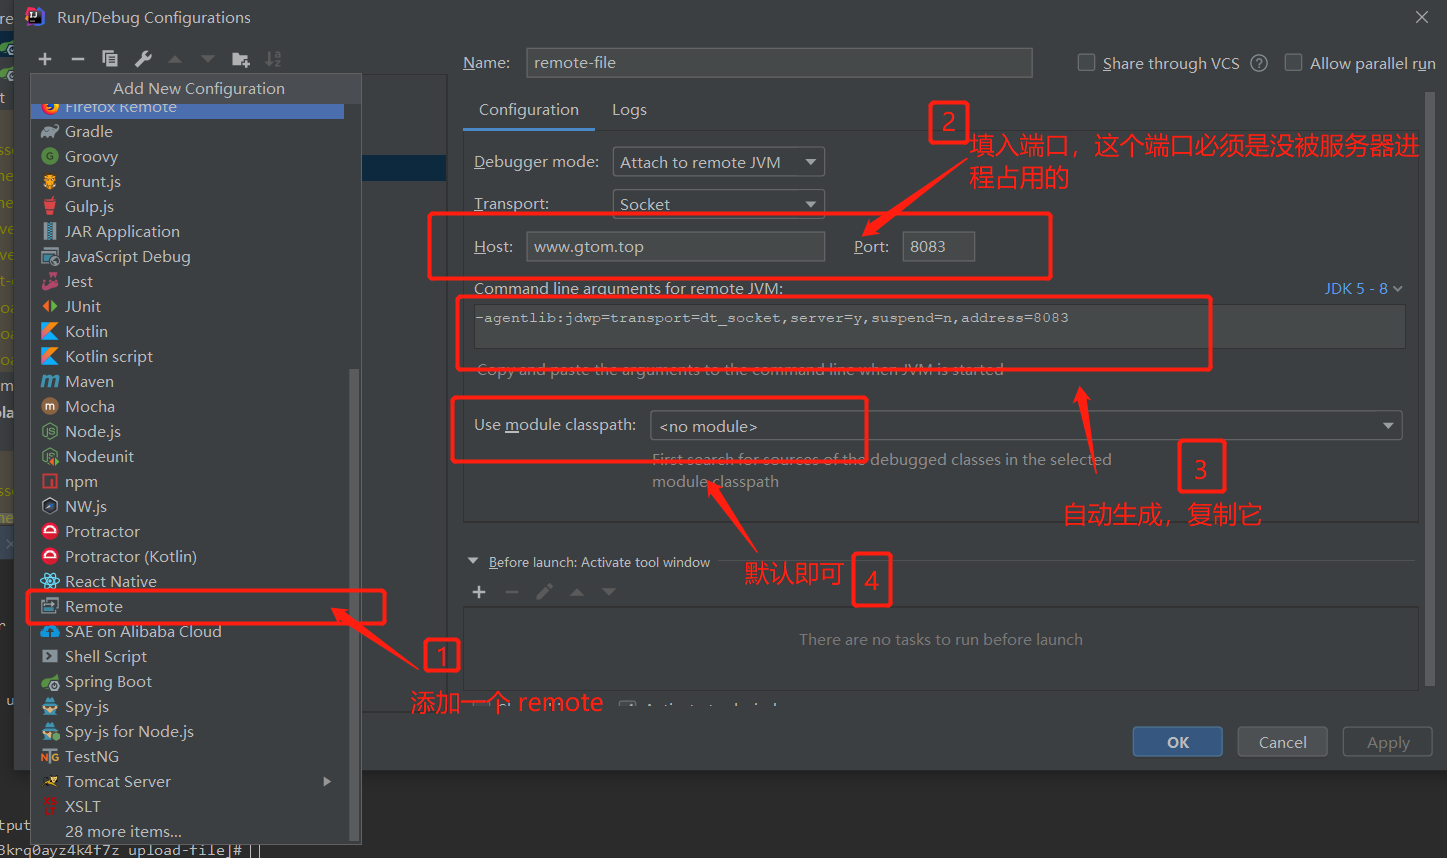 Run/Debug Configurations
Add New Configuration
Firefox Remote
Gradle
Groovy
Grunt.js
Gulp.js
JAR Application
JavaScript Debug
Jest
JUnit
Kotlin
Kotlin script
Maven
Mocha
Node.js
Nodeunit
npm
NW.js
Protractor
Protractor (Kotlin)
React Native
Remote
SAE on Alibaba Cloud
Shell Script
Spring Boot
Spy-js
Spy-js for Node.js
TestNG
Tomcat Server
XSLT
28 more items...
Name: remote-file
Share through VCS
Allow parallel run
Configuration Logs
2
填入端口，这个端口必须是没被服务器进
程占用的
Debugger mode: Attach to remote JVM
Transport: Socket
Host: www.gtom.top Port: 8083
Command line arguments for remote JVM:
JDK 5 - 8
-agentlib:jdwp=transport=dt_socket,server=y,suspend=n,address=8083
Copy and paste the arguments to the command line when JVM is started
Use module classpath: <no module>
First search for sources of the debugged classes in the selected
module classpath
3
自动生成，复制它
Before launch: Activate tool window
默认即可 4
There are no tasks to run before launch
1
添加一个 remote
OK Cancel Apply
tput
3krq0ayz4k4f7z upload-file]#